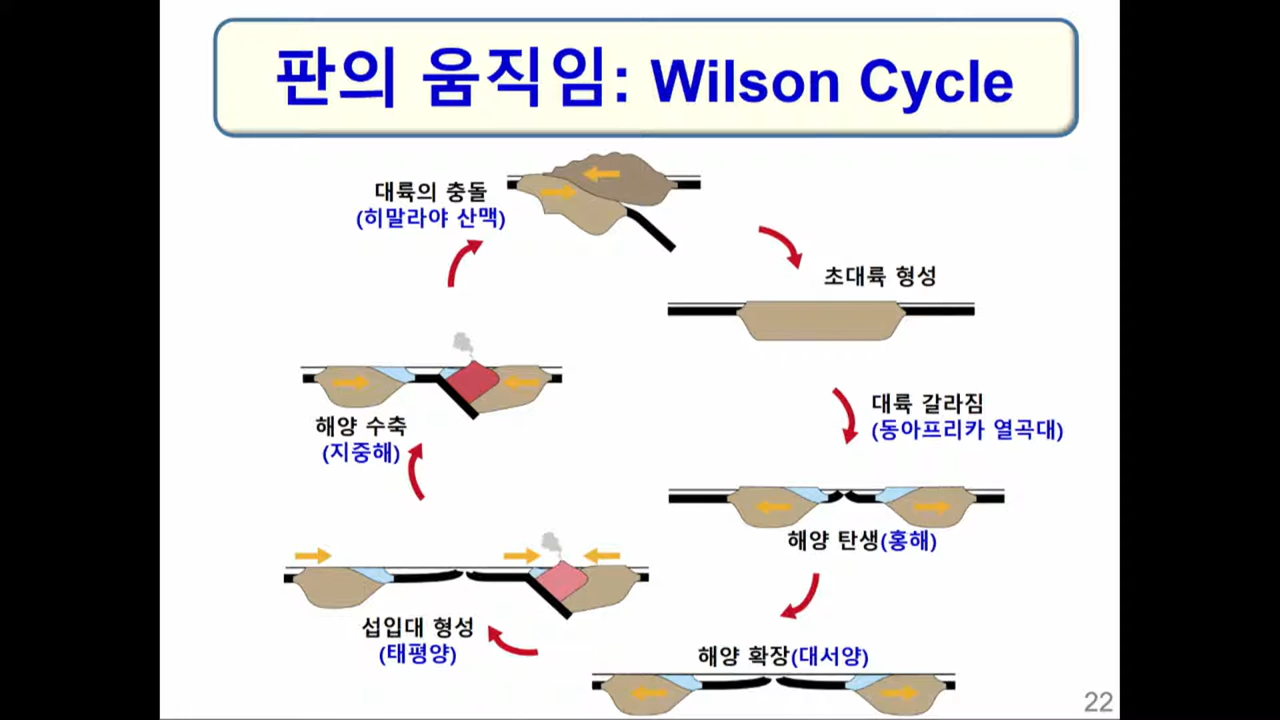 판의 움직임: Wilson Cycle
대륙의 충돌
(히말라야 산맥)
초대륙 형성
대륙 갈라짐
(동아프리카 열곡대)
해양 탄생(홍해)
해양 확장(대서양)
섭입대 형성
(태평양)
해양 수축
(지중해)
22